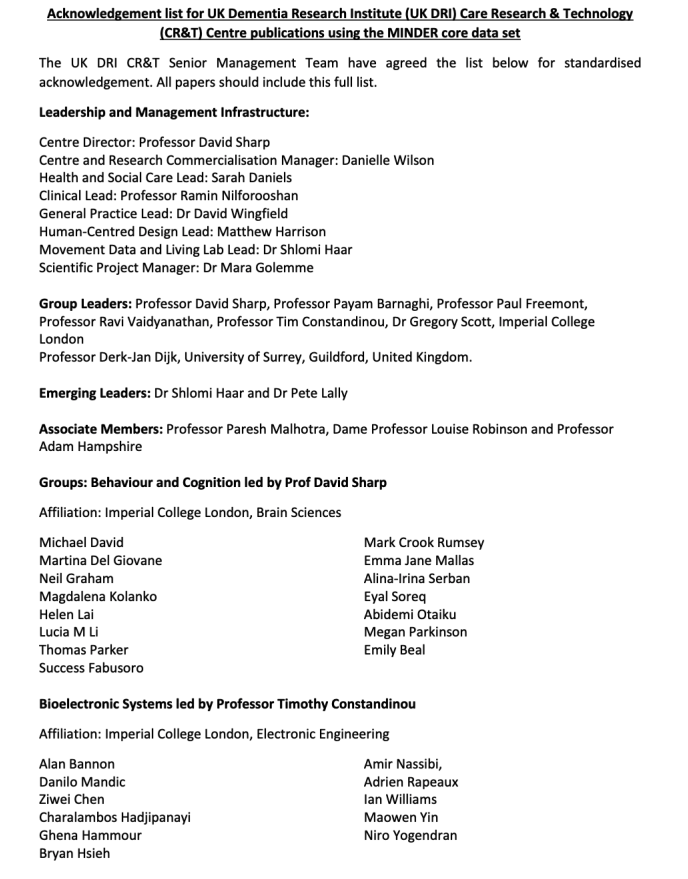 Acknowledgement list for UK Dementia Research Institute (UK DRI) Care Research & Technology
(CR&T) Centre publications using the MINDER core data set
The UK DRI CR&T Senior Management Team have agreed the list below for standardised
acknowledgement. All papers should include this full list.
Leadership and Management Infrastructure:
Centre Director: Professor David Sharp
Centre and Research Commercialisation Manager: Danielle Wilson
Health and Social Care Lead: Sarah Daniels
Clinical Lead: Professor Ramin Nilforooshan
General Practice Lead: Dr David Wingfield
Human-Centred Design Lead: Matthew Harrison
Movement Data and Living Lab Lead: Dr Shlomi Haar
Scientific Project Manager: Dr Mara Golemme
Group Leaders: Professor David Sharp, Professor Payam Barnaghi, Professor Paul Freemont,
Professor Ravi Vaidyanathan, Professor Tim Constandinou, Dr Gregory Scott, Imperial College
London
Professor Derk-Jan Dijk, University of Surrey, Guildford, United Kingdom.
Emerging Leaders: Dr Shlomi Haar and Dr Pete Lally
Associate Members: Professor Paresh Malhotra, Dame Professor Louise Robinson and Professor
Adam Hampshire
Groups: Behaviour and Cognition led by Prof David Sharp
Affiliation: Imperial College London, Brain Sciences
Michael David
Martina Del Giovane
Neil Graham
Magdalena Kolanko
Helen Lai
Lucia M Li
Thomas Parker
Success Fabusoro
Mark Crook Rumsey
Emma Jane Mallas
Alina-Irina Serban
Eyal Soreq
Abidemi Otaiku
Megan Parkinson
Emily Beal
Bioelectronic Systems led by Professor Timothy Constandinou
Affiliation: Imperial College London, Electronic Engineering
Alan Bannon
Danilo Mandic
Ziwei Chen
Charalambos Hadjipanayi
Ghena Hammour
Bryan Hsieh
Amir Nassibi,
Adrien Rapeaux
Ian Williams
Maowen Yin
Niro Yogendran